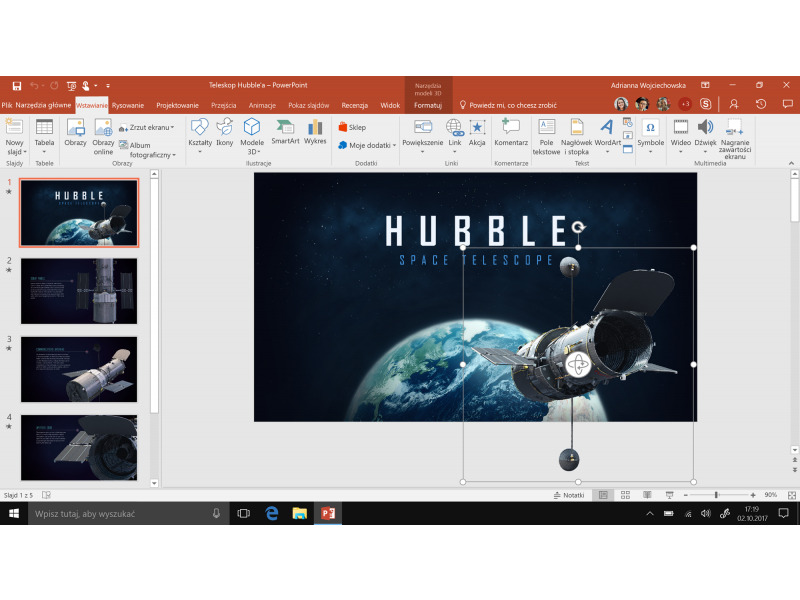 Teleskop Hubble'a – PowerPoint
Narzędzia modeli 3D
Adrianna Wojciechowska
Plik Narzędzia główne Wstawianie Rysowanie Projektowanie Przejścia Animacje Pokaz slajdów Recenzja Widok Formatuj Powiedz mi, co chcesz zrobić
+3
Nowy slajd
Tabela
Obrazy
Obrazy online
Zrzut ekranu
Album fotograficzny
Kształty
Ikony
Modele 3D
SmartArt
Wykres
Sklep
Moje dodatki
Powiększenie
Link
Akcja
Komentarz
Pole tekstowe
Nagłówek i stopka
WordArt
Symbole
Video
Dźwięk
Nagranie zawartości ekranu
Slajdy Tabele Obrazy Ilustracje Dodatki Linki Komentarze Tekst Multimedia
1
HUBBLE
SPACE TELESCOPE
2
3
4
HUBBLE
SPACE TELESCOPE
Slajd 1 z 5
Notatki
90%
Wpisz tutaj, aby wyszukać
17:19
02.10.2017